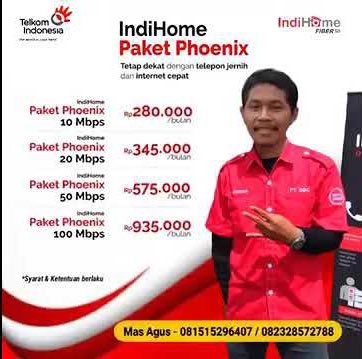 Telkom
Indonesia
IndiHome
FIBER
IndiHome
Paket Phoenix
Tetap dekat dengan telepon jernih
dan internet cepat
IndiHome
Paket Phoenix
10 Mbps
Rp280.000
/bulan
IndiHome
Paket Phoenix
20 Mbps
Rp345.000
/bulan
IndiHome
Paket Phoenix
50 Mbps
Rp575.000
/bulan
IndiHome
Paket Phoenix
100 Mbps
Rp935.000
/bulan
*Syarat & Ketentuan berlaku
Mas Agus - 081515296407 / 082328572788